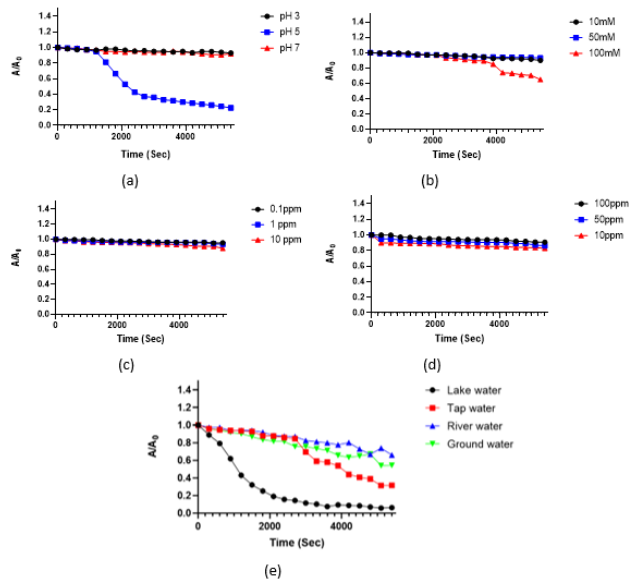 1.4
1.2
1.0
0.8
0.6
0.4
0.2
0.0
A/A0
0
2000
4000
Time (Sec)
pH 3
pH 5
pH 7
(a)
1.4
1.2
1.0
0.8
0.6
0.4
0.2
0.0
A/A0
0
2000
4000
Time (Sec)
10mM
50mM
100mM
(b)
1.4
1.2
1.0
0.8
0.6
0.4
0.2
0.0
A/A0
0
2000
4000
Time (Sec)
0.1ppm
1 ppm
10 ppm
(c)
1.4
1.2
1.0
0.8
0.6
0.4
0.2
0.0
A/A0
0
2000
4000
Time (Sec)
100ppm
50ppm
10ppm
(d)
1.4
1.2
1.0
0.8
0.6
0.4
0.2
0.0
A/A0
0
2000
4000
Time (Sec)
Lake water
Tap water
River water
Ground water
(e)